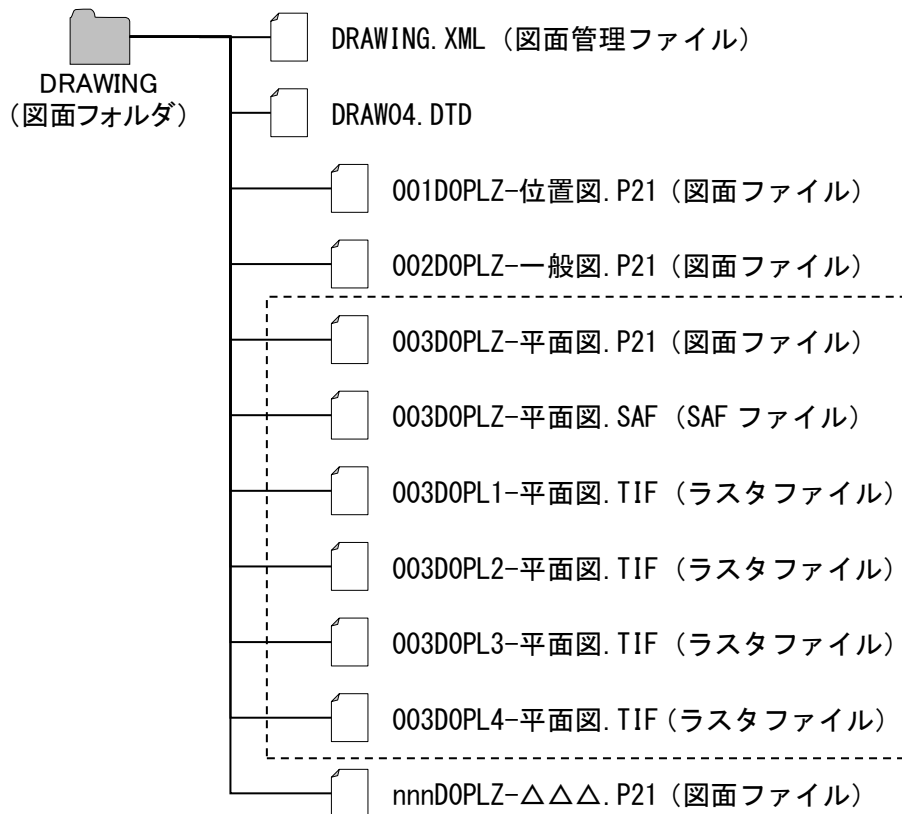 DRAWING
（図面フォルダ）
DRAWING.XML（図面管理ファイル）
DRAW04.DTD
001D0PLZ-位置図.P21（図面ファイル）
002D0PLZ-一般図.P21（図面ファイル）
003D0PLZ-平面図.P21（図面ファイル）
003D0PLZ-平面図.SAF（SAF ファイル）
003D0PL1-平面図.TIF（ラスタファイル）
003D0PL2-平面図.TIF（ラスタファイル）
003D0PL3-平面図.TIF（ラスタファイル）
003D0PL4-平面図.TIF（ラスタファイル）
nnnD0PLZ-△△△.P21（図面ファイル）